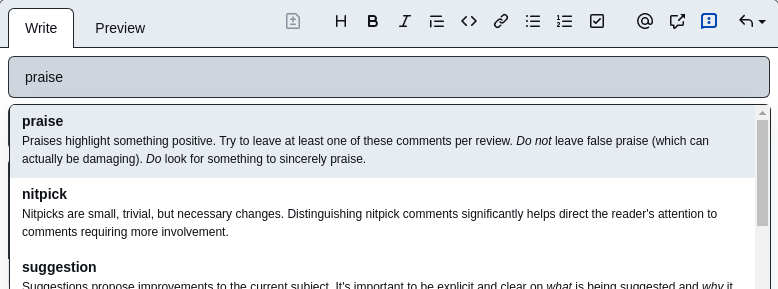 Write Preview H B I
praise
praise
Praises highlight something positive. Try to leave at least one of these comments per review. Do not leave false praise (which can
actually be damaging). Do look for something to sincerely praise.
nitpick
Nitpicks are small, trivial, but necessary changes. Distinguishing nitpick comments significantly helps direct the reader's attention to
comments requiring more involvement.
suggestion
Suggestions propose improvements to the current subject. It's important to be explicit and clear on what is being suggested and why it